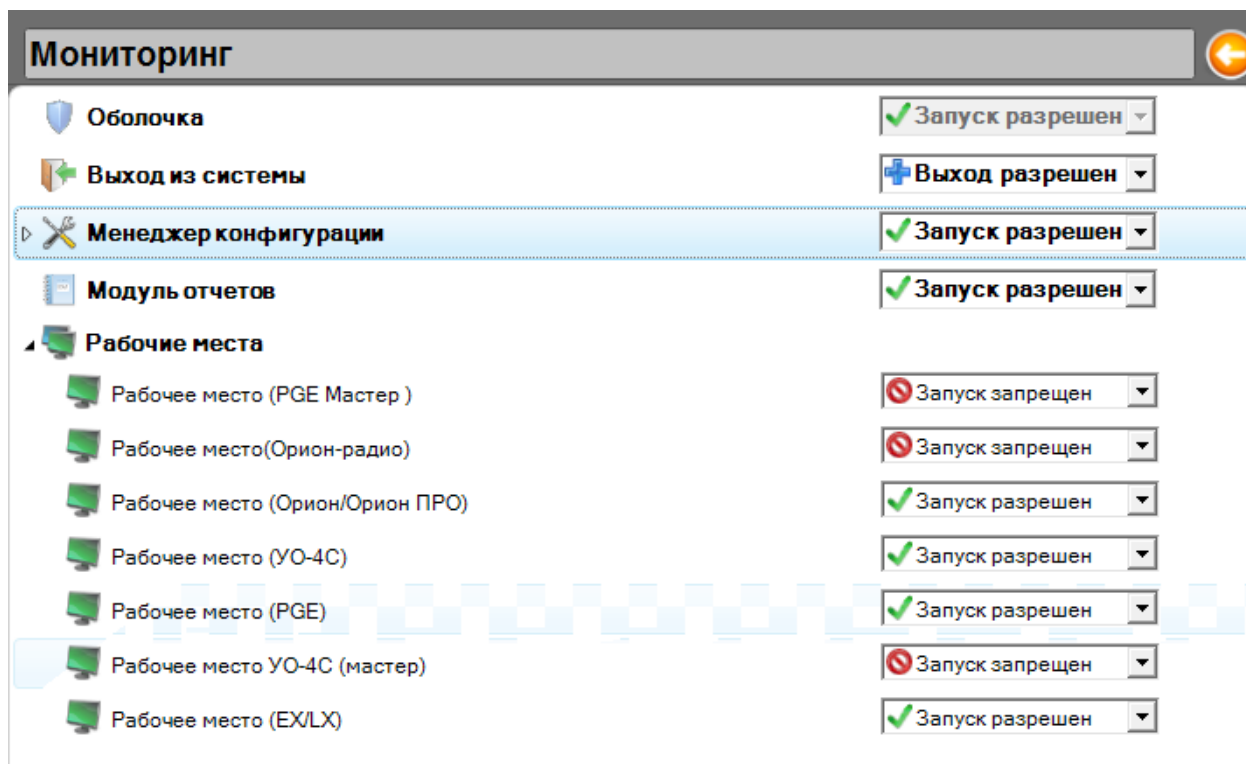 Мониторинг
Оболочка Запуск разрешен
Выход из системы Выход разрешен
Менеджер конфигурации Запуск разрешен
Модуль отчетов Запуск разрешен
Рабочие места
Рабочее место (PGE Мастер ) Запуск запрещен
Рабочее место(Орион-радио) Запуск запрещен
Рабочее место (Орион/Орион ПРО) Запуск разрешен
Рабочее место (УО-4С) Запуск разрешен
Рабочее место (PGE) Запуск разрешен
Рабочее место УО-4С (мастер) Запуск запрещен
Рабочее место (EX/LX) Запуск разрешен